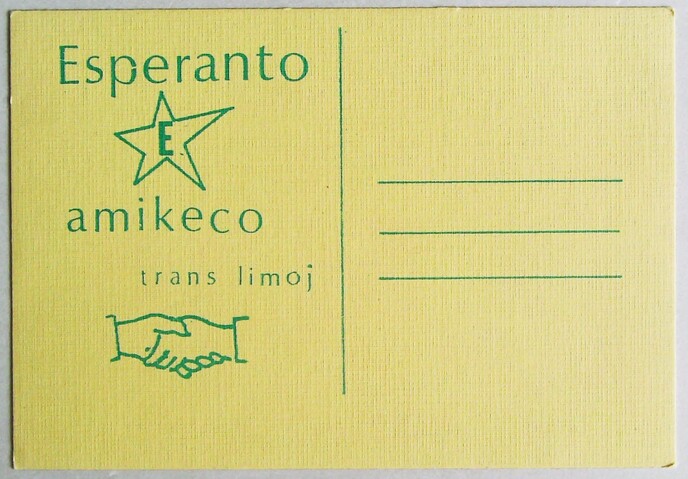 Esperanto
E
amikeco
trans limoj